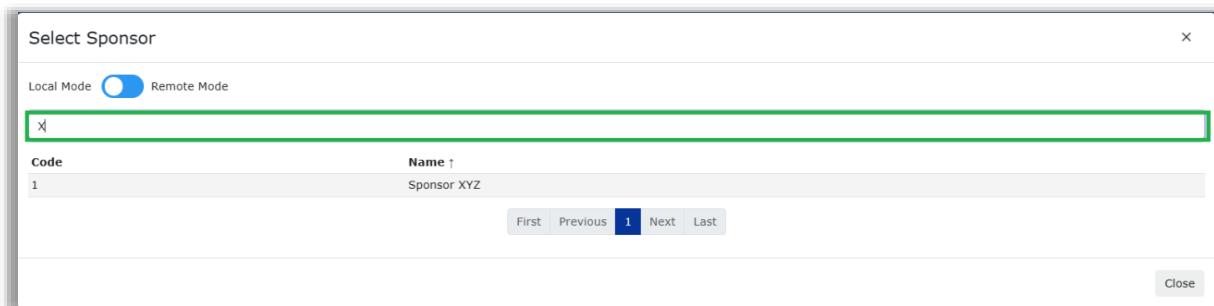 Select Sponsor ×
Local Mode Remote Mode
X
Code Name ↑
1 Sponsor XYZ
First Previous 1 Next Last
Close